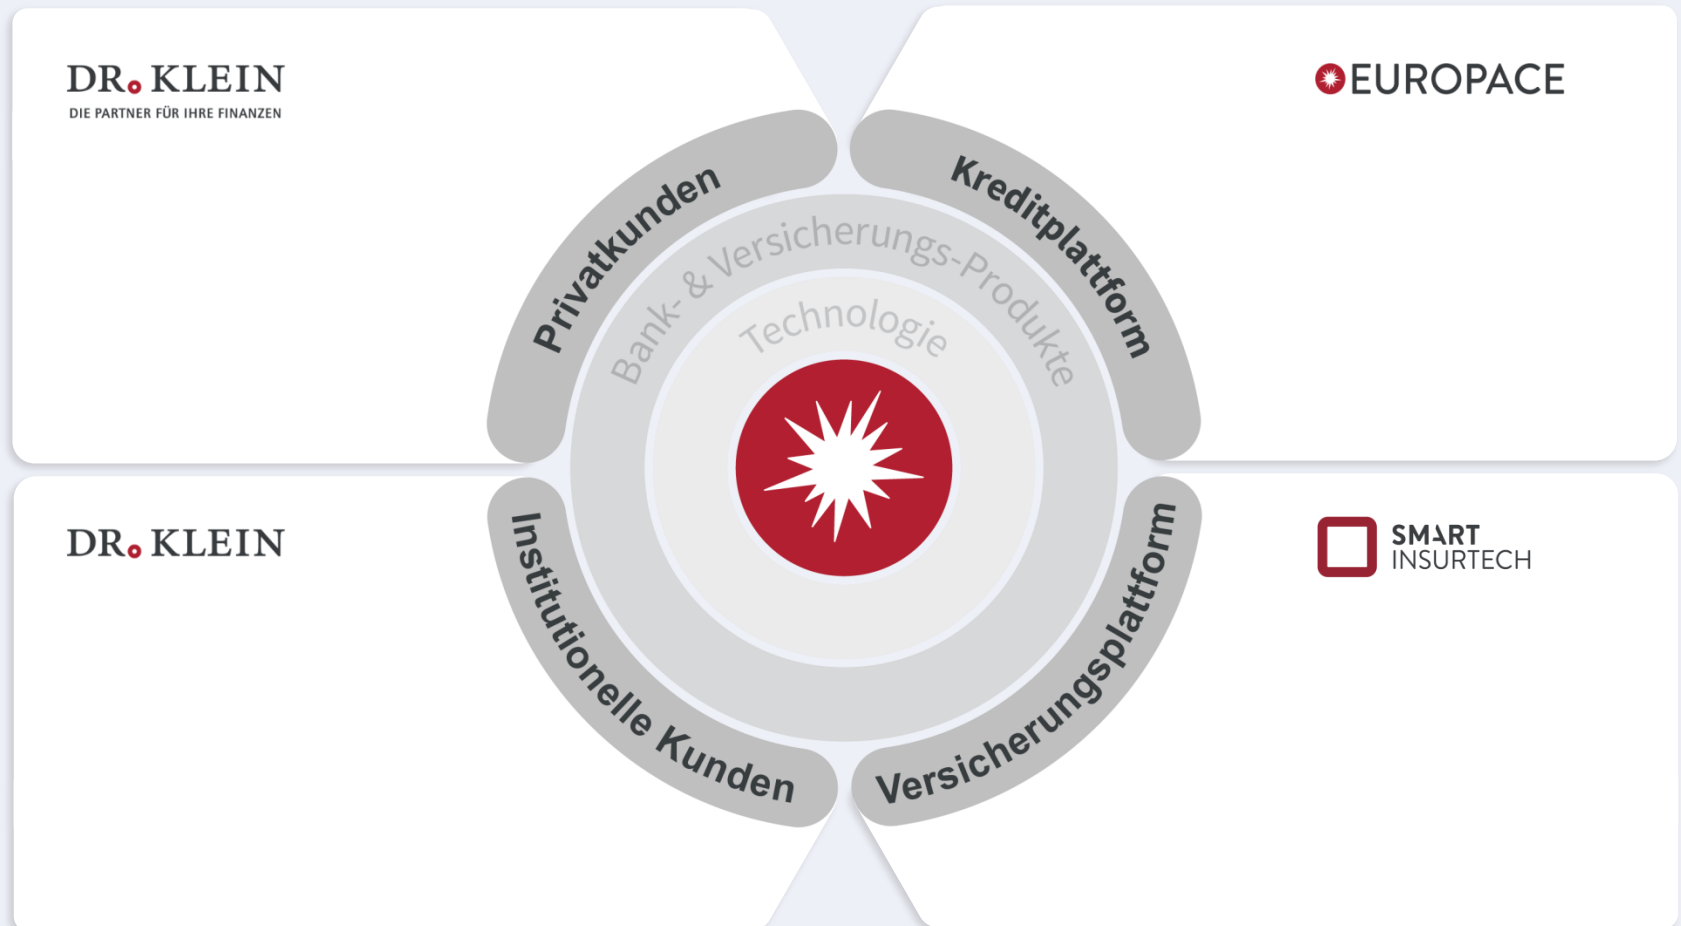 DR. KLEIN
DIE PARTNER FÜR IHRE FINANZEN
EUROPACE
Privatkunden
Kreditplattform
Bank- & Versicherungs-Produkte
Technologie
DR. KLEIN
SMART
INSURTECH
Institutionelle Kunden
Versicherungsplattform